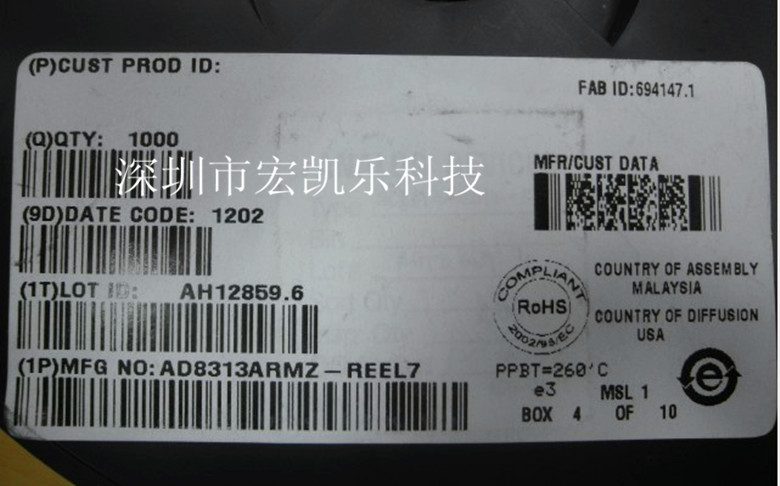 (P)CUST PROD ID:
FAB ID:694147.1
(Q)QTY: 1000
深圳市宏凯乐科技
MFR/CUST DATA
(9D)DATE CODE: 1202
COMPLIANT
RoHS
2002/95/EC
COUNTRY OF ASSEMBLY
MALAYSIA
(1T)LOT ID: AH12859.6
COUNTRY OF DIFFUSION
USA
(1P)MFG NO:AD8313ARMZ-REEL7
PPBT=260'C
e3
MSL 1
e
BOX 4 OF 10